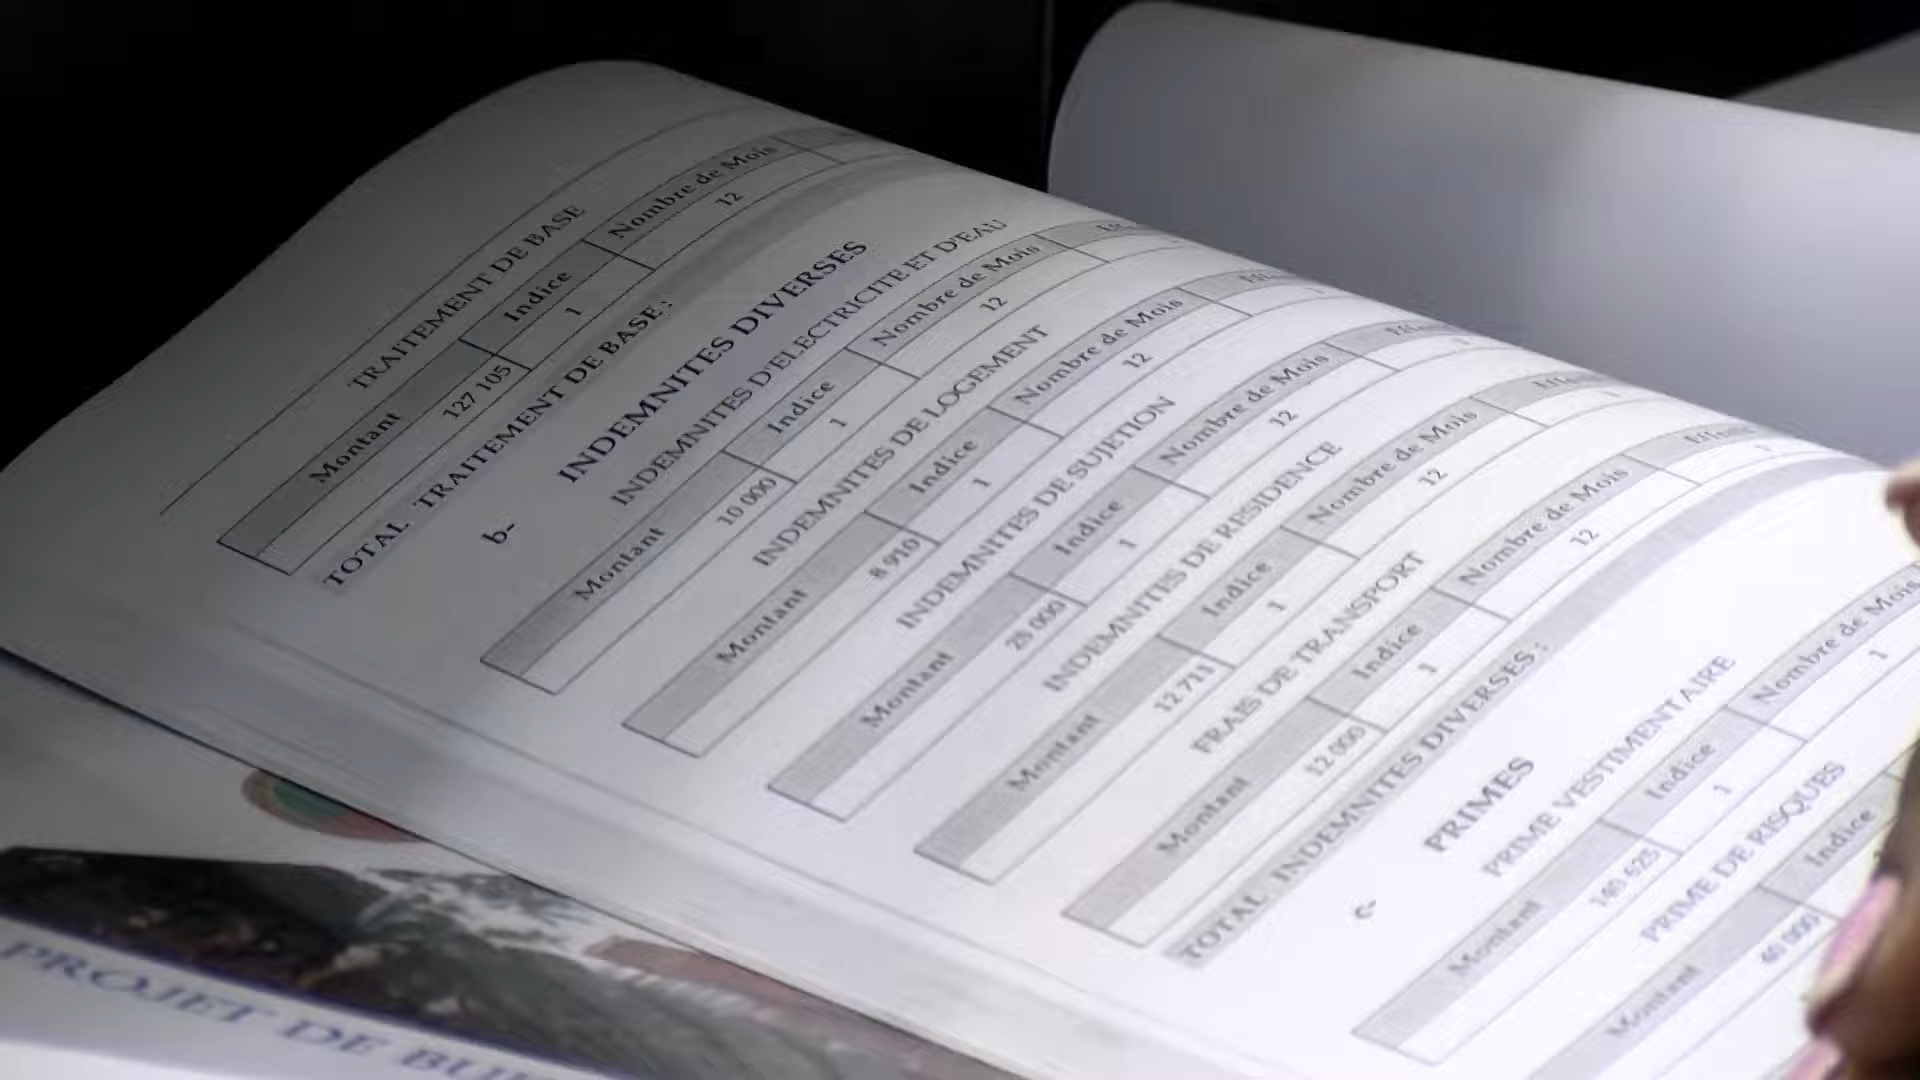 TRAITEMENT DE BASE
Montant Indice Nombre de Mois
127 105 1 12
TOTAL TRAITEMENT DE BASE :
b- INDEMNITES DIVERSES
INDEMNITES D'ELECTRICITE ET D'EAU
Montant Indice Nombre de Mois
10 000 1 12
INDEMNITES DE LOGEMENT
Montant Indice Nombre de Mois
8 910 1 12
INDEMNITES DE SUJETION
Montant Indice Nombre de Mois
25 000 1 12
INDEMNITES DE RESIDENCE
Montant Indice Nombre de Mois
12 711 1 12
FRAIS DE TRANSPORT
Montant Indice Nombre de Mois
12 000 1 12
TOTAL INDEMNITES DIVERSES :
c- PRIMES
PRIME VESTIMENTAIRE
Montant Indice Nombre de Mois
140 625 1 1
PRIME DE RISQUES
Montant Indice
40 000
PROJET DE